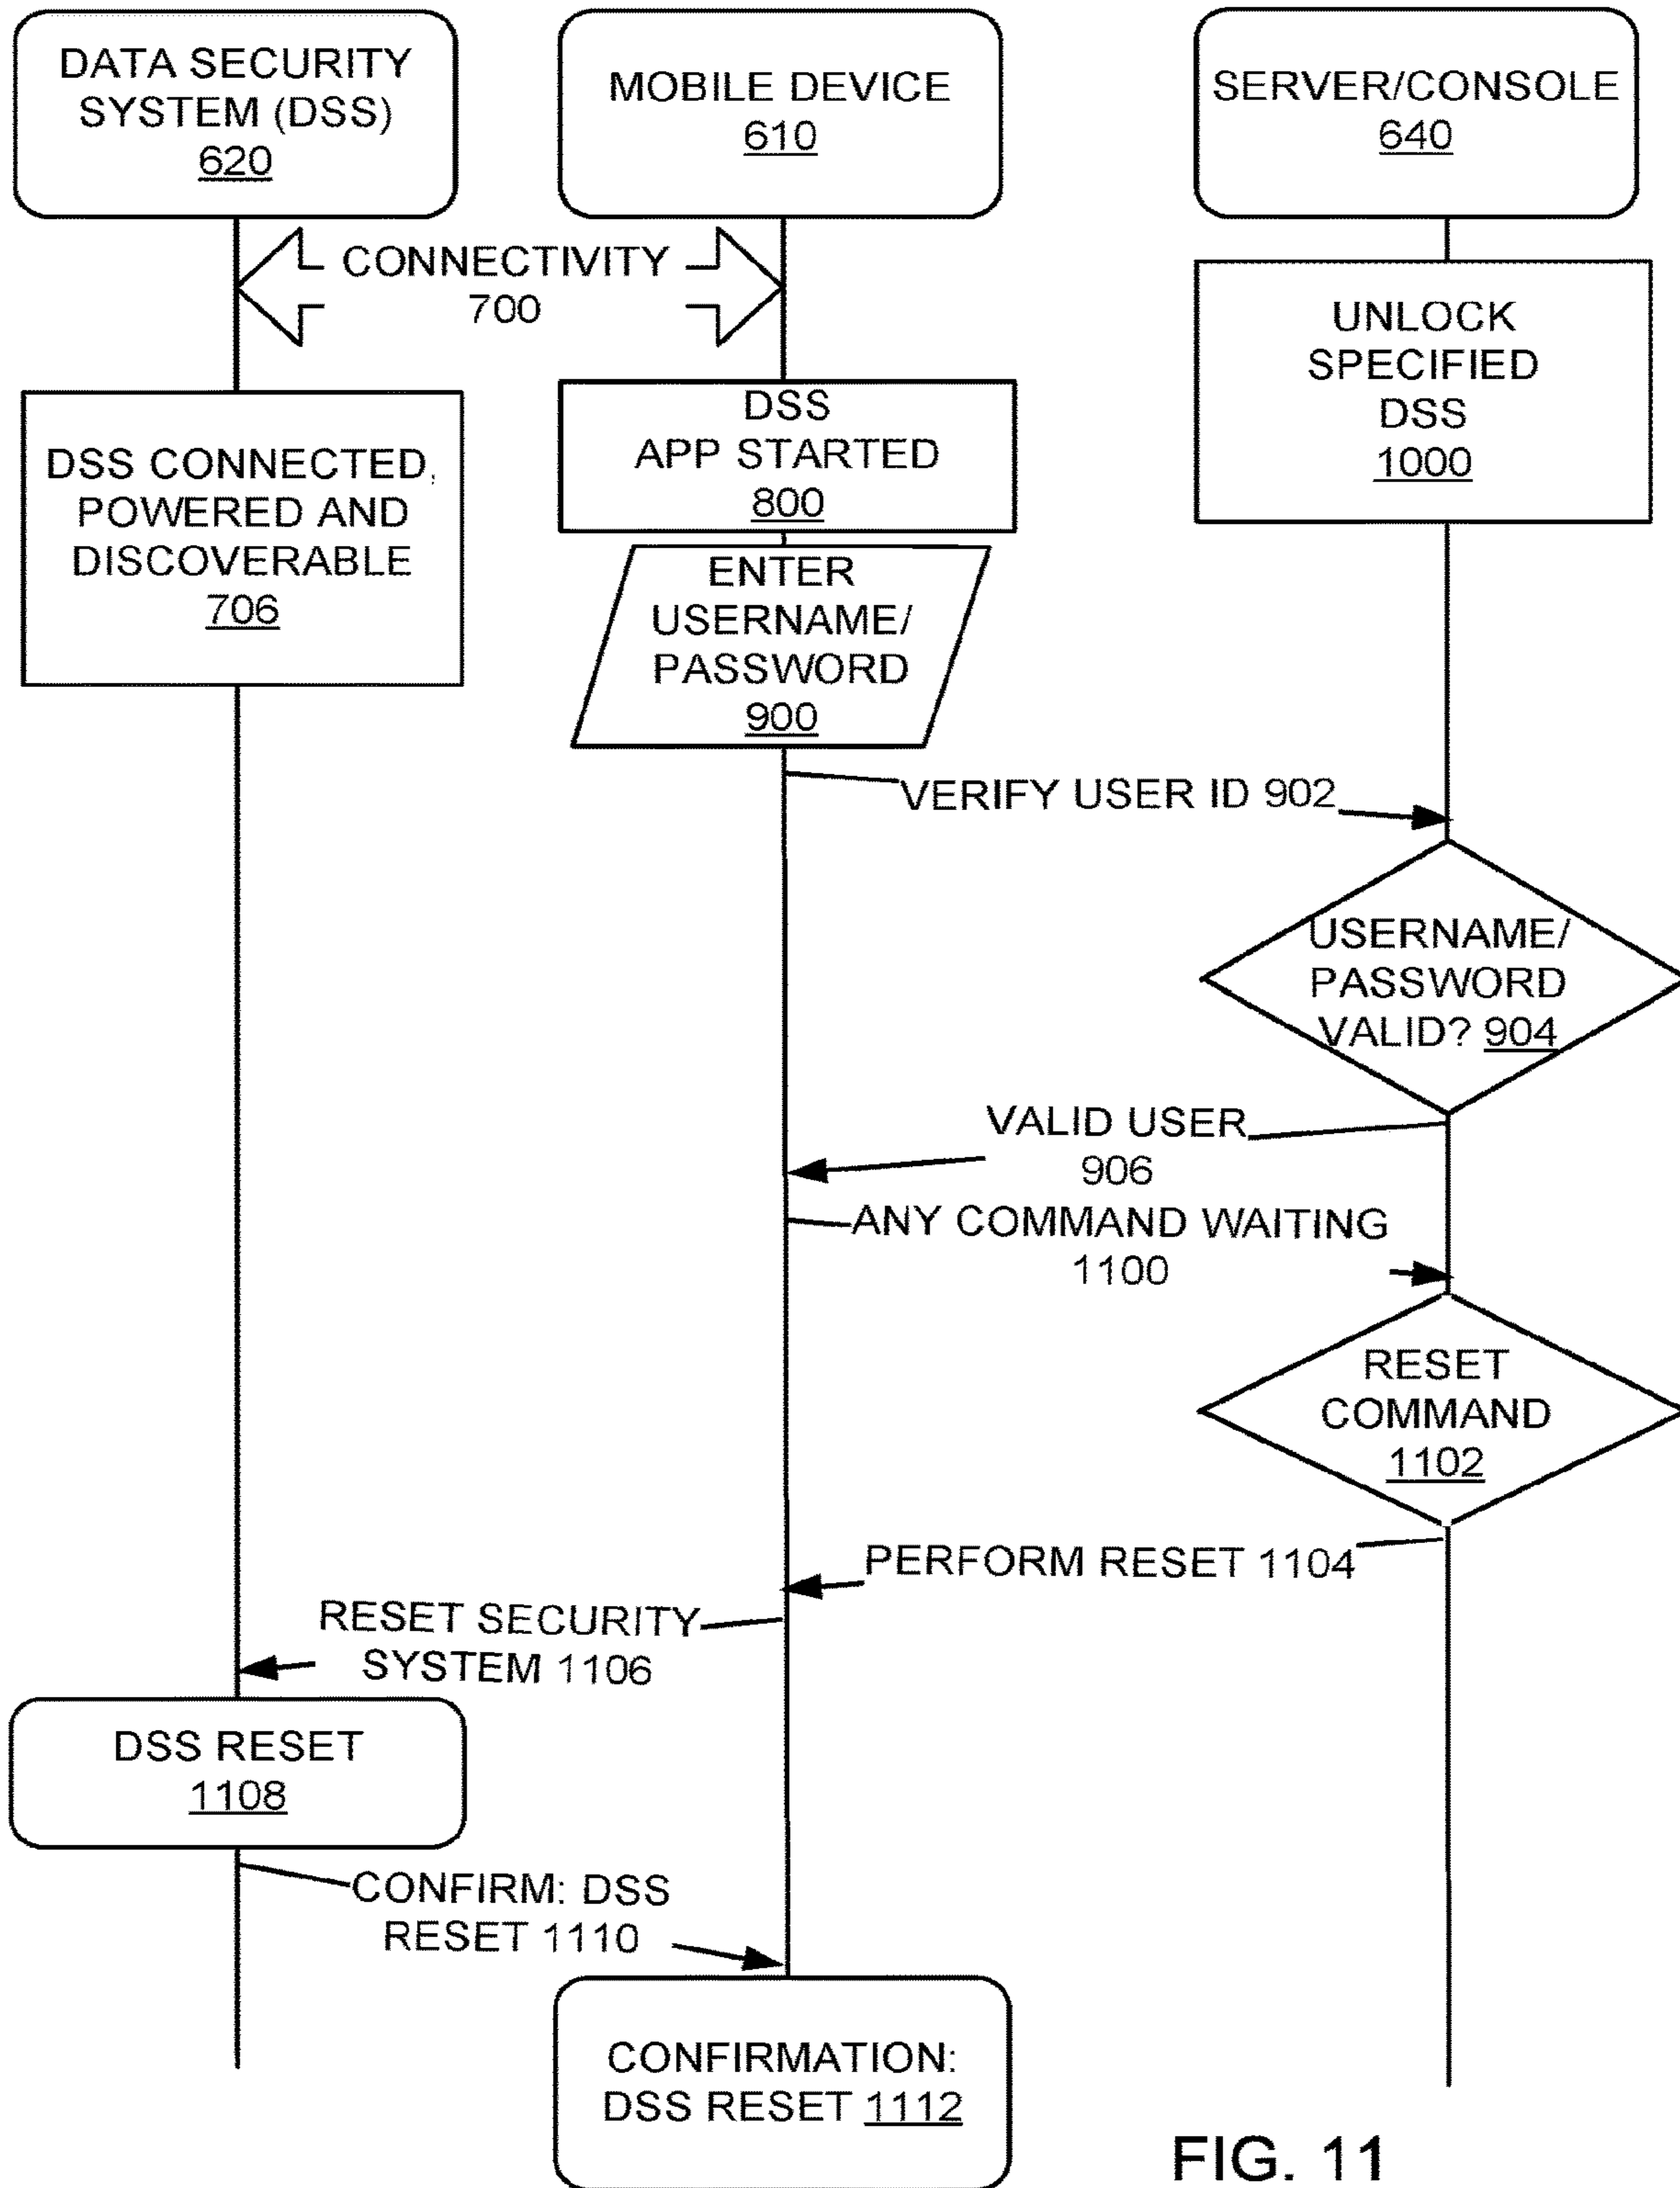 DATA SECURITY
SYSTEM (DSS)
620
MOBILE DEVICE
610
SERVER/CONSOLE
640
CONNECTIVITY
700
UNLOCK
SPECIFIED
DSS
1000
DSS CONNECTED,
POWERED AND
DISCOVERABLE
706
DSS
APP STARTED
800
ENTER
USERNAME/
PASSWORD
900
VERIFY USER ID 902
USERNAME/
PASSWORD
VALID? 904
VALID USER
906
ANY COMMAND WAITING
1100
RESET
COMMAND
1102
PERFORM RESET 1104
RESET SECURITY
SYSTEM 1106
DSS RESET
1108
CONFIRM: DSS
RESET 1110
CONFIRMATION:
DSS RESET 1112
FIG. 11